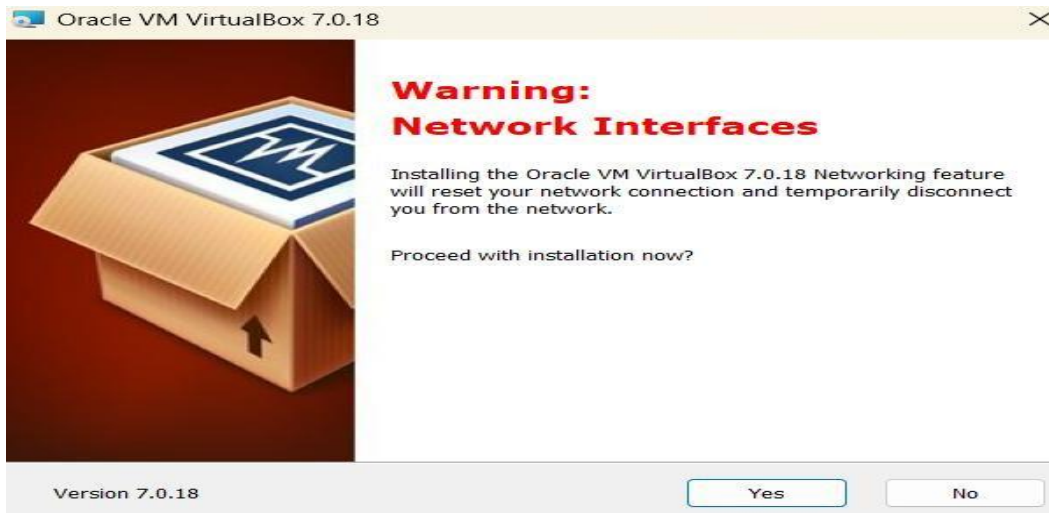 Oracle VM VirtualBox 7.0.18
Warning:
Network Interfaces
Installing the Oracle VM VirtualBox 7.0.18 Networking feature
will reset your network connection and temporarily disconnect
you from the network.
Proceed with installation now?
Version 7.0.18
Yes
No